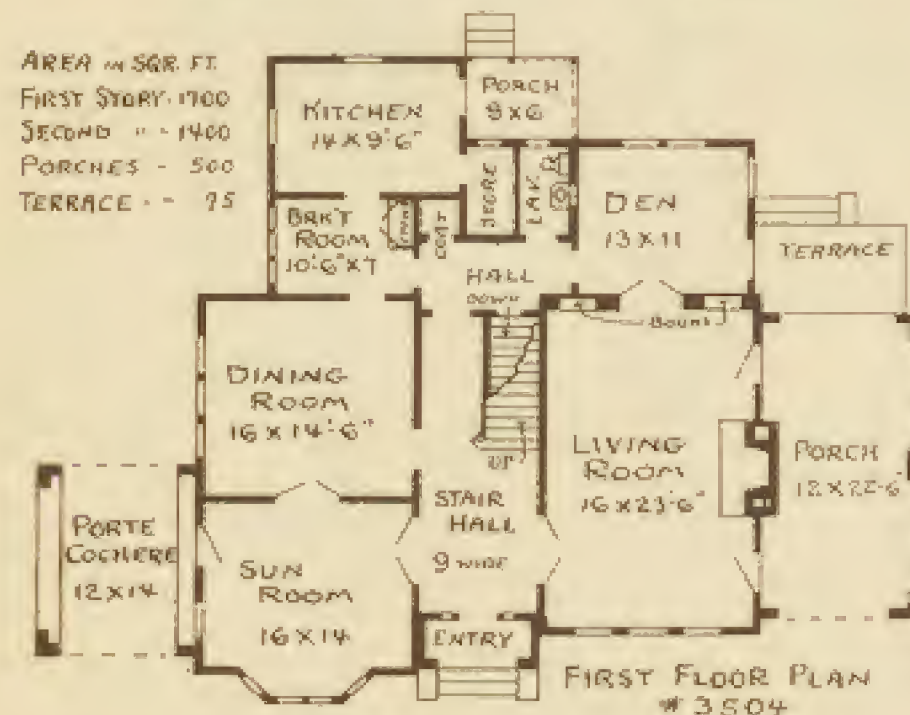 AREA IN SQR. FT.
FIRST STORY - 1700
SECOND " - 1400
PORCHES - 500
TERRACE - - 95
KITCHEN
14 X 9'-6"
PORCH
9 X 6
LAV.
DEN
13 X 11
TERRACE
BRK'T
ROOM
10'-6" X 7
COAT
HALL
DOWN
DINING
ROOM
16 X 14'-6"
UP
LIVING
ROOM
16 X 23'-6"
PORCH
12 X 22-6
STAIR
HALL
9 WIDE
PORTE
COCHERE
12 X 14
SUN
ROOM
16 X 14
ENTRY
FIRST FLOOR PLAN
# 3504